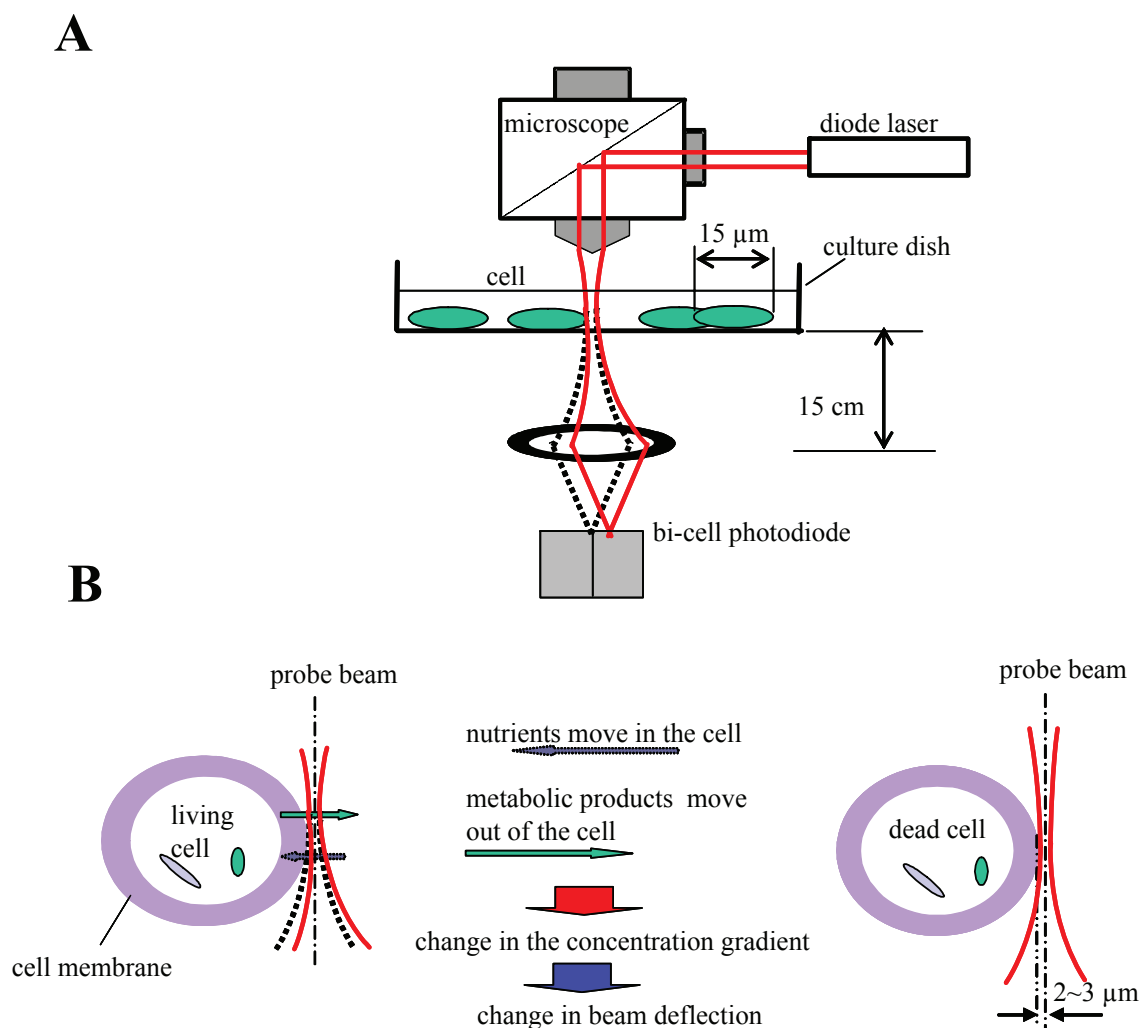 A
microscope
diode laser
15 µm
culture dish
cell
15 cm
bi-cell photodiode
B
probe beam
probe beam
nutrients move in the cell
metabolic products move
out of the cell
living
cell
dead cell
change in the concentration gradient
cell membrane
2~3 µm
change in beam deflection